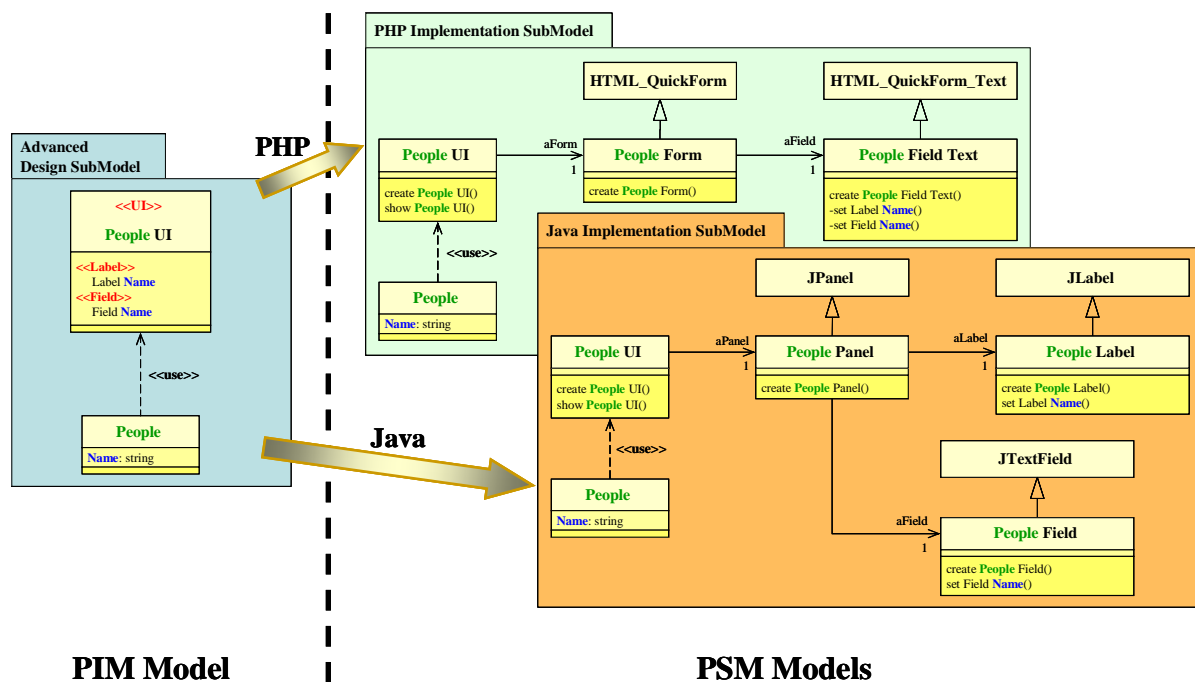 PHP Implementation SubModel
HTML_QuickForm
HTML_QuickForm_Text
Advanced
Design SubModel
PHP
<<UI>>
People UI
<<Label>>
Label Name
<<Field>>
Field Name
<<use>>
People
Name: string
People UI
create People UI()
show People UI()
aForm
1
People Form
create People Form()
aField
1
People Field Text
create People Field Text()
-set Label Name()
-set Field Name()
<<use>>
People
Name: string
Java Implementation SubModel
JPanel
JLabel
People UI
create People UI()
show People UI()
aPanel
1
People Panel
create People Panel()
aLabel
1
People Label
create People Label()
set Label Name()
Java
<<use>>
People
Name: string
JTextField
aField
1
People Field
create People Field()
set Field Name()
PIM Model
PSM Models